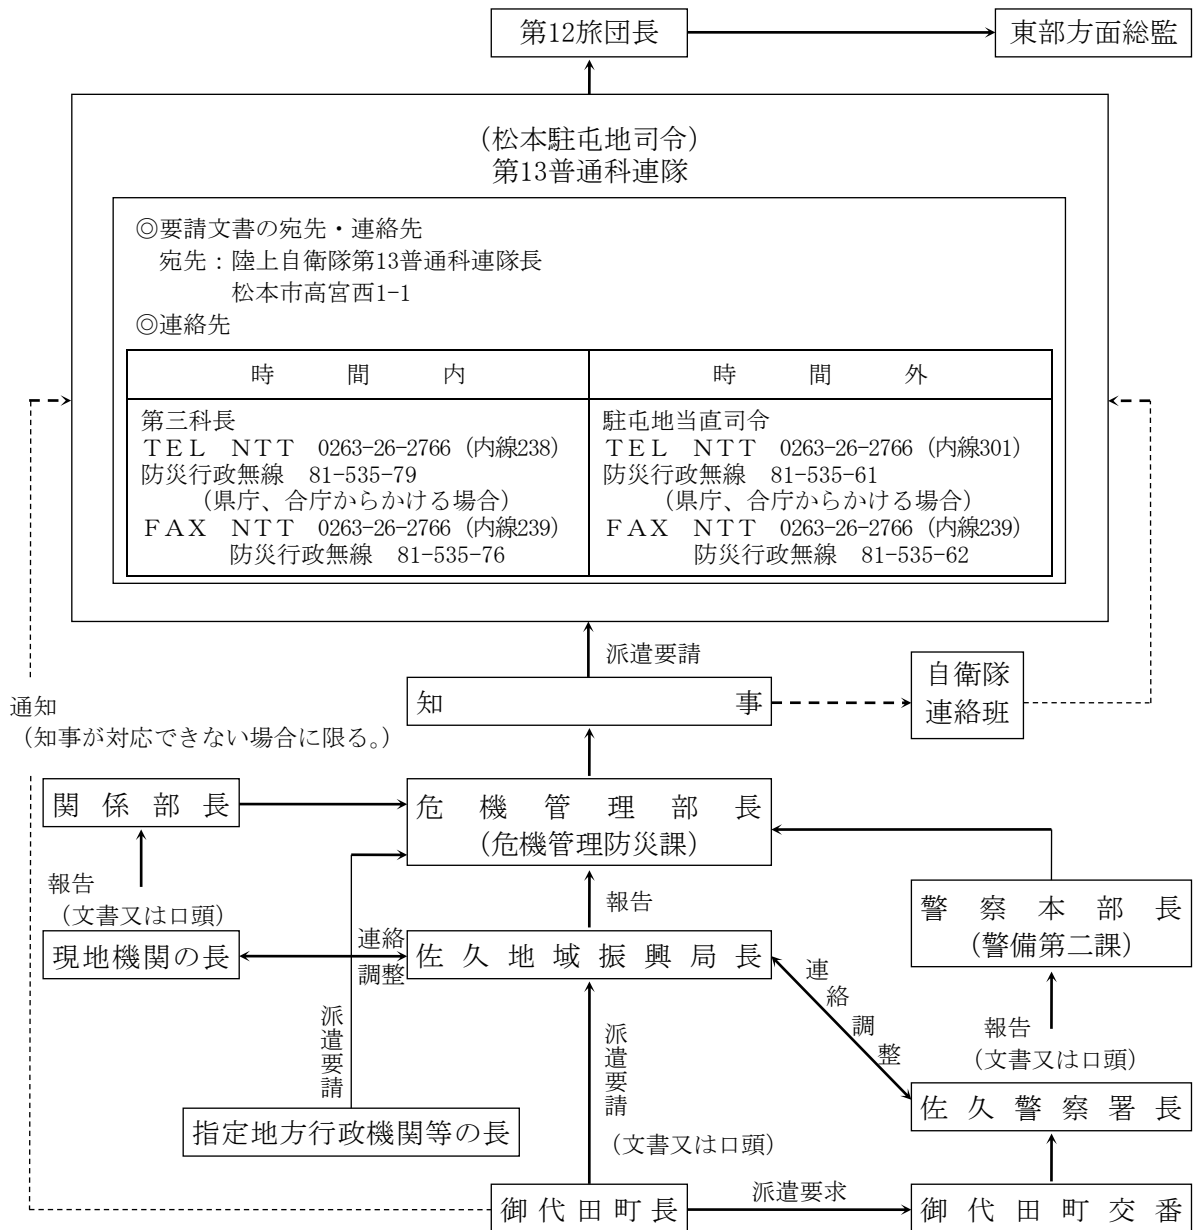 第12旅団長
東部方面総監
(松本駐屯地司令)
第13普通科連隊
◎要請文書の宛先・連絡先
宛先：陸上自衛隊第13普通科連隊長
松本市高宮西1-1
◎連絡先
時間内
第三科長
ＴＥＬ　ＮＴＴ　0263-26-2766（内線238）
防災行政無線　81-535-79
（県庁、合庁からかける場合）
ＦＡＸ　ＮＴＴ　0263-26-2766（内線239）
防災行政無線　81-535-76
時間外
駐屯地当直司令
ＴＥＬ　ＮＴＴ　0263-26-2766（内線301）
防災行政無線　81-535-61
（県庁、合庁からかける場合）
ＦＡＸ　ＮＴＴ　0263-26-2766（内線239）
防災行政無線　81-535-62
派遣要請
知事
自衛隊
連絡班
通知
（知事が対応できない場合に限る。）
関係部長
危機管理部長
（危機管理防災課）
報告
（文書又は口頭）
報告
警察本部長
（警備第二課）
現地機関の長
連絡
調整
佐久地域振興局長
連絡調整
派遣要請
派遣要請
報告
（文書又は口頭）
佐久警察署長
指定地方行政機関等の長
（文書又は口頭）
御代田町長
派遣要求
御代田町交番